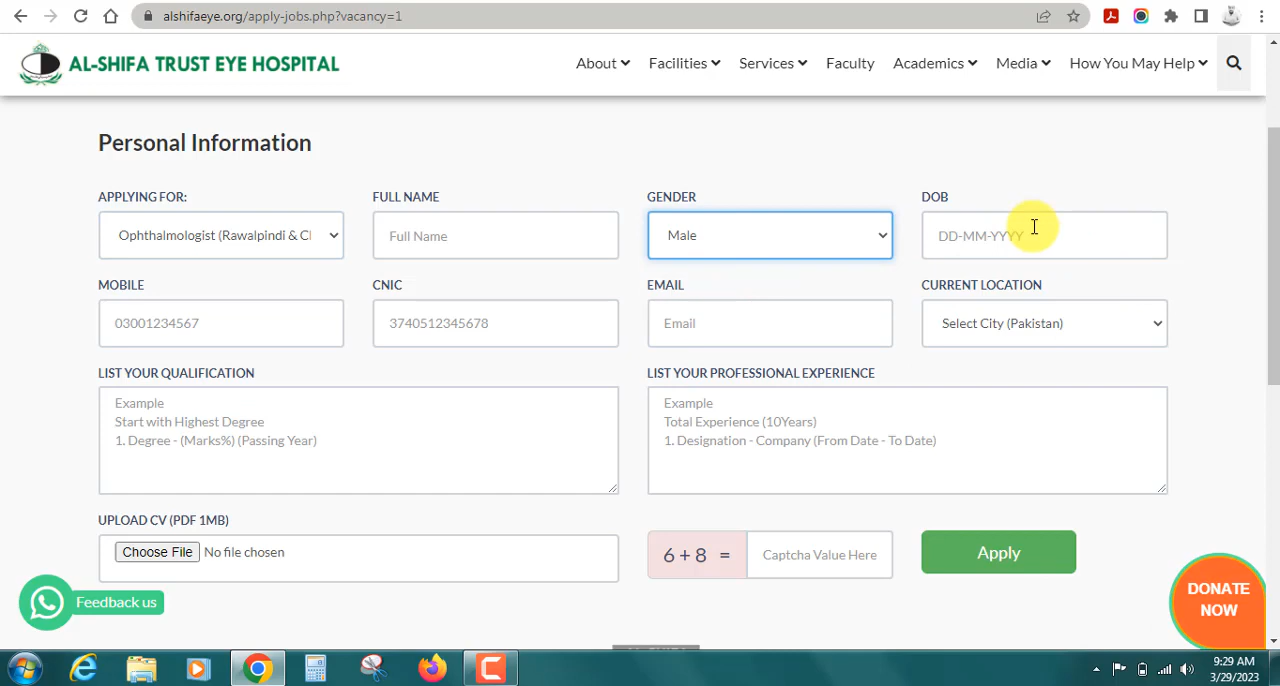 alshifaeye.org/apply-jobs.php?vacancy=1
AL-SHIFA TRUST EYE HOSPITAL
About Facilities Services Faculty Academics Media How You May Help
Personal Information
APPLYING FOR: FULL NAME GENDER DOB
Ophthalmologist (Rawalpindi & Cl Full Name Male DD-MM-YYYY
MOBILE CNIC EMAIL CURRENT LOCATION
03001234567 3740512345678 Email Select City (Pakistan)
LIST YOUR QUALIFICATION LIST YOUR PROFESSIONAL EXPERIENCE
Example Example
Start with Highest Degree Total Experience (10Years)
1. Degree - (Marks%) (Passing Year) 1. Designation - Company (From Date - To Date)
UPLOAD CV (PDF 1MB)
Choose File No file chosen 6 + 8 = Captcha Value Here Apply
Feedback us
DONATE
NOW
9:29 AM
3/29/2023